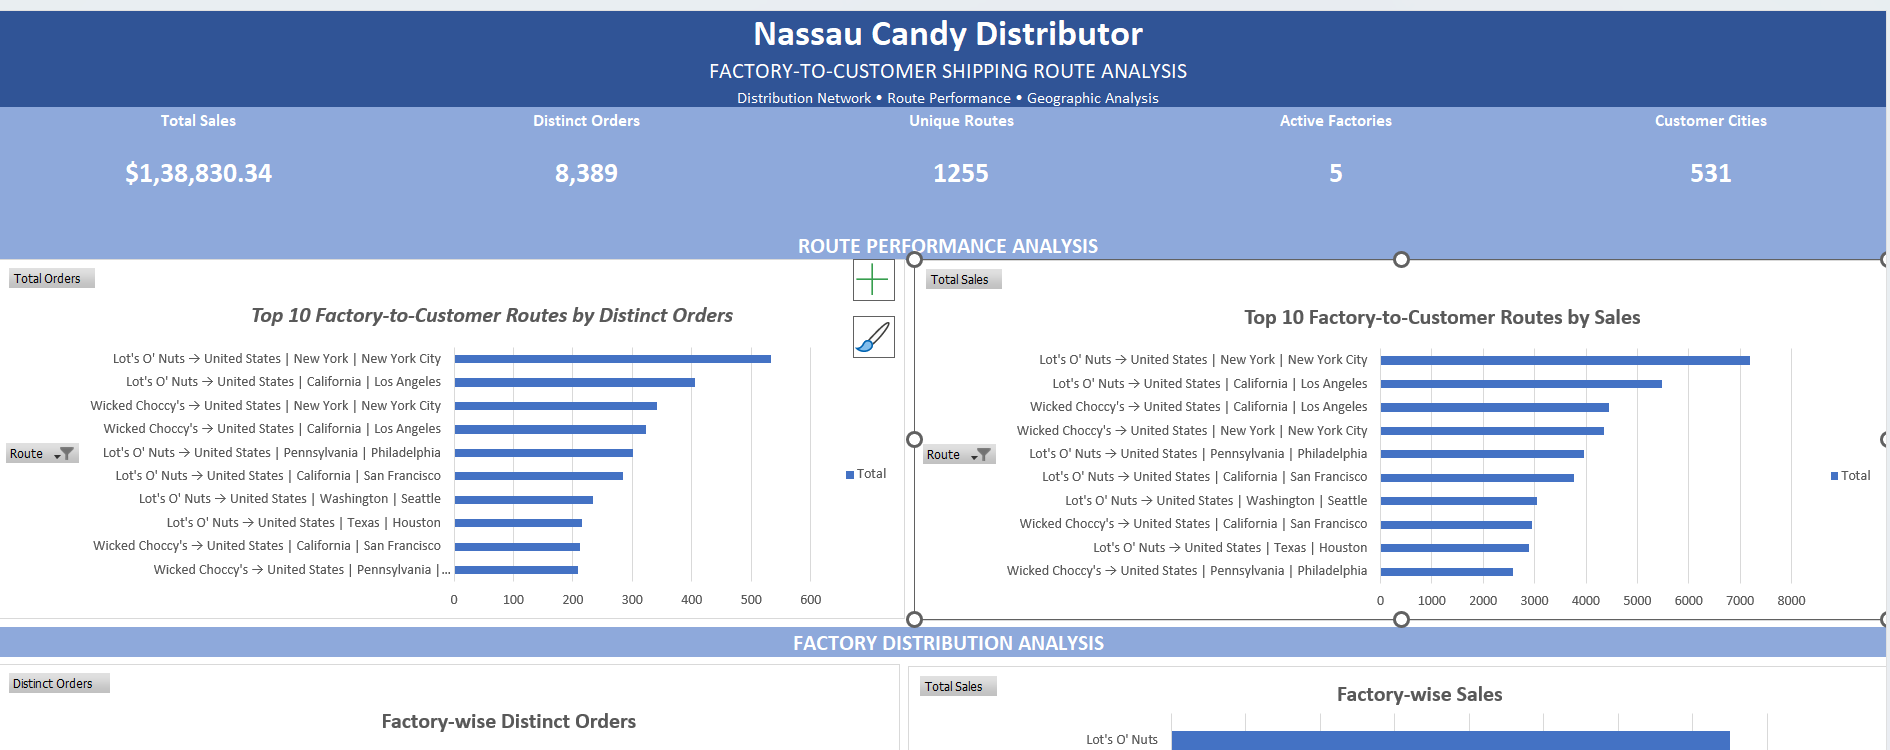 Nassau Candy Distributor
FACTORY-TO-CUSTOMER SHIPPING ROUTE ANALYSIS
Distribution Network • Route Performance • Geographic Analysis
Total Sales
Distinct Orders
Unique Routes
Active Factories
Customer Cities
$1,38,830.34
8,389
1255
5
531
ROUTE PERFORMANCE ANALYSIS
Total Orders
Top 10 Factory-to-Customer Routes by Distinct Orders
Lot's O' Nuts → United States | New York | New York City
Lot's O' Nuts → United States | California | Los Angeles
Wicked Choccy's → United States | New York | New York City
Wicked Choccy's → United States | California | Los Angeles
Lot's O' Nuts → United States | Pennsylvania | Philadelphia
Lot's O' Nuts → United States | California | San Francisco
Lot's O' Nuts → United States | Washington | Seattle
Lot's O' Nuts → United States | Texas | Houston
Wicked Choccy's → United States | California | San Francisco
Wicked Choccy's → United States | Pennsylvania |...
Route
Total
0 100 200 300 400 500 600
Total Sales
Top 10 Factory-to-Customer Routes by Sales
Lot's O' Nuts → United States | New York | New York City
Lot's O' Nuts → United States | California | Los Angeles
Wicked Choccy's → United States | California | Los Angeles
Wicked Choccy's → United States | New York | New York City
Lot's O' Nuts → United States | Pennsylvania | Philadelphia
Lot's O' Nuts → United States | California | San Francisco
Lot's O' Nuts → United States | Washington | Seattle
Wicked Choccy's → United States | California | San Francisco
Lot's O' Nuts → United States | Texas | Houston
Wicked Choccy's → United States | Pennsylvania | Philadelphia
Route
Total
0 1000 2000 3000 4000 5000 6000 7000 8000
FACTORY DISTRIBUTION ANALYSIS
Distinct Orders
Factory-wise Distinct Orders
Total Sales
Factory-wise Sales
Lot's O' Nuts